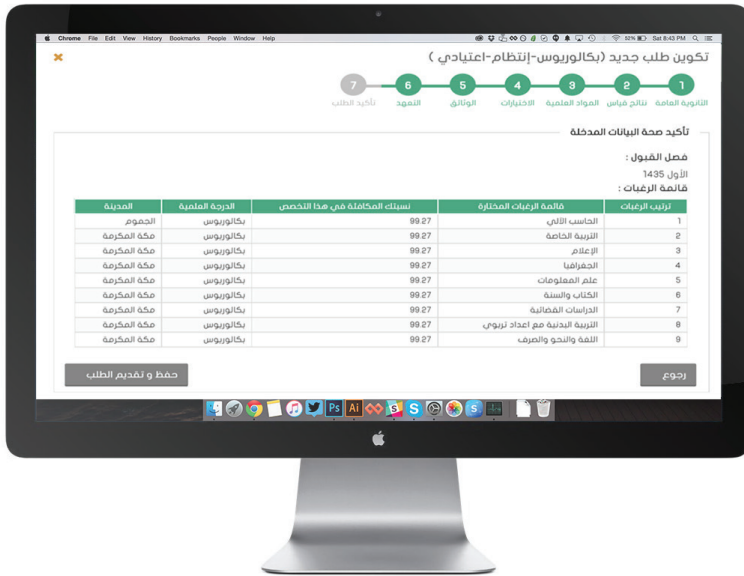 Chrome File Edit View History Bookmarks People Window Help 52% Sat 8:43 PM
تكوين طلب جديد (بكالوريوس-إنتظام-اعتيادي )
1 2 3 4 5 6 7
الثانوية العامة نتائج قياس المواد العلمية الاختيارات الوثائق التعهد تأكيد الطلب
تأكيد صحة البيانات المدخلة
فصل القبول :
الأول 1435
قائمة الرغبات :
ترتيب الرغبات قائمة الرغبات المختارة نسبتك المكافئة في هذا التخصص الدرجة العلمية المدينة
1 الحاسب الآلي 99.27 بكالوريوس الجموم
2 التربية الخاصة 99.27 بكالوريوس مكة المكرمة
3 الإعلام 99.27 بكالوريوس مكة المكرمة
4 الجغرافيا 99.27 بكالوريوس مكة المكرمة
5 علم المعلومات 99.27 بكالوريوس مكة المكرمة
6 الكتاب والسنة 99.27 بكالوريوس مكة المكرمة
7 الدراسات القضائية 99.27 بكالوريوس مكة المكرمة
8 التربية البدنية مع اعداد تربوي 99.27 بكالوريوس مكة المكرمة
9 اللغة والنحو والصرف 99.27 بكالوريوس مكة المكرمة
رجوع حفظ و تقديم الطلب
Ps Ai S S S